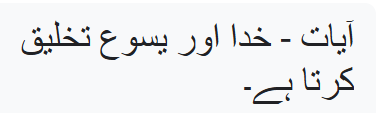 آیات - خدا اور یسوع تخلیق
کرتا ہے۔